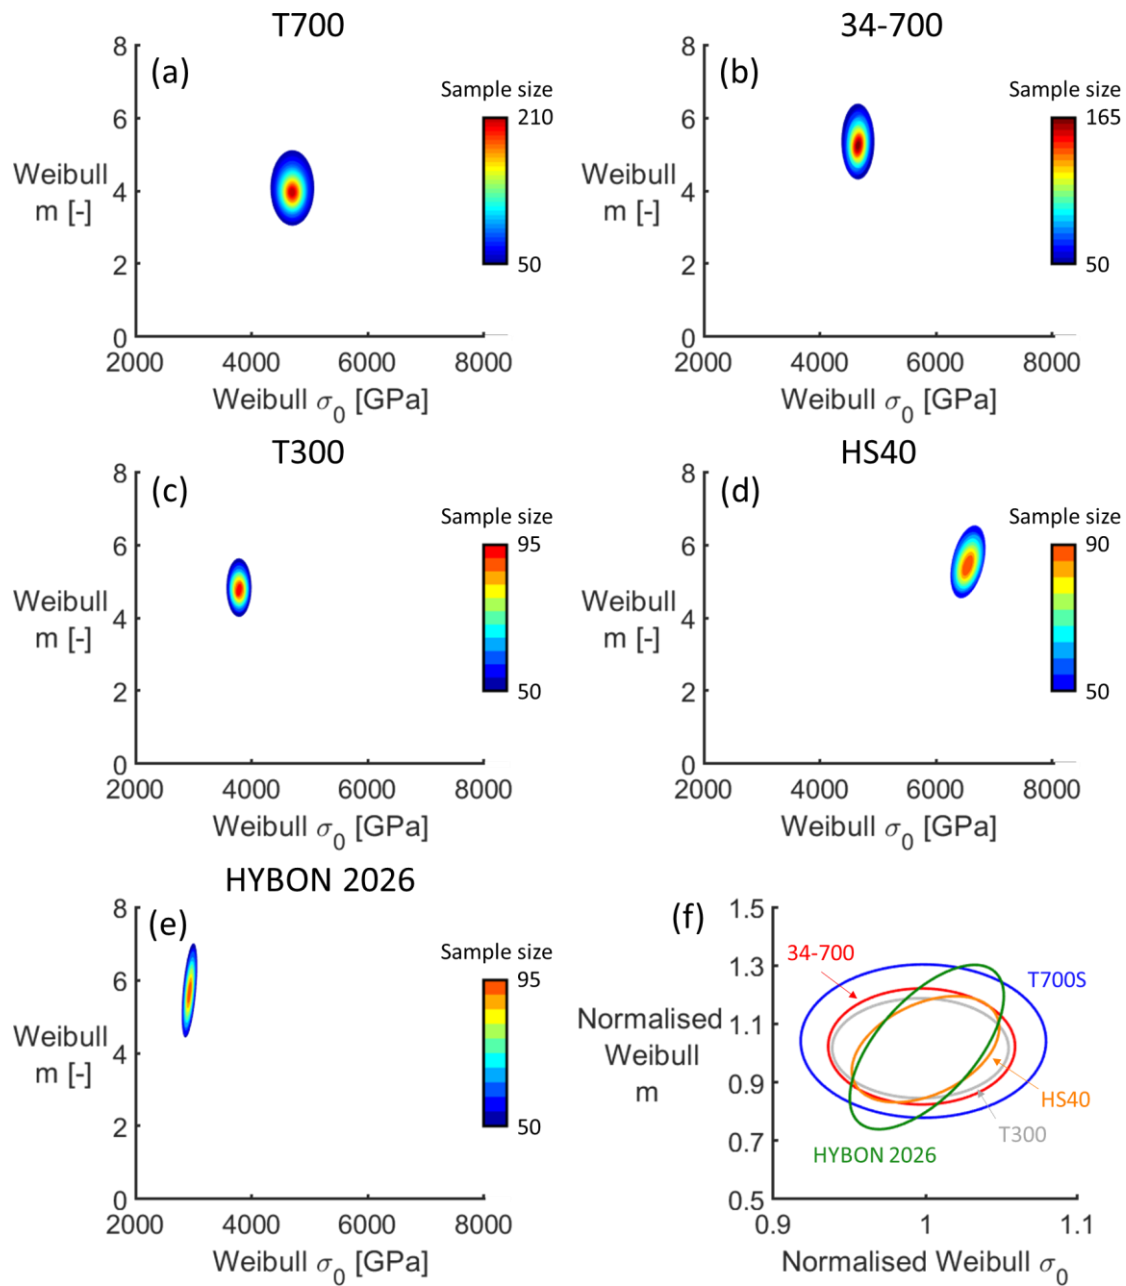 T700
(a)
8
6
4
2
0
Weibull
m [-]
Sample size
210
50
2000 4000 6000 8000
Weibull σ0 [GPa]
34-700
(b)
8
6
4
2
0
Weibull
m [-]
Sample size
165
50
2000 4000 6000 8000
Weibull σ0 [GPa]
T300
(c)
8
6
4
2
0
Weibull
m [-]
Sample size
95
50
2000 4000 6000 8000
Weibull σ0 [GPa]
HS40
(d)
8
6
4
2
0
Weibull
m [-]
Sample size
90
50
2000 4000 6000 8000
Weibull σ0 [GPa]
HYBON 2026
(e)
8
6
4
2
0
Weibull
m [-]
Sample size
95
50
2000 4000 6000 8000
Weibull σ0 [GPa]
(f)
1.5
1.3
1.1
0.9
0.7
0.5
Normalised
Weibull
m
34-700
T700S
HS40
T300
HYBON 2026
0.9 1 1.1
Normalised Weibull σ0